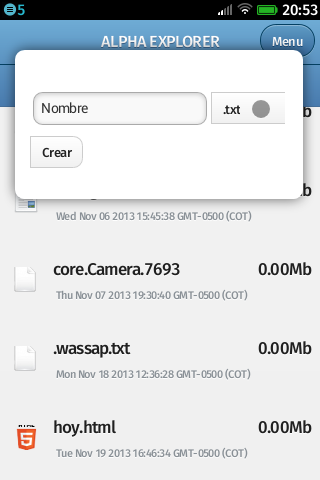 5 20:53
ALPHA EXPLORER Menu
Nombre .txt
Crear
Wed Nov 06 2013 15:45:38 GMT-0500 (COT)
core.Camera.7693 0.00Mb
Thu Nov 07 2013 19:30:40 GMT-0500 (COT)
.wassap.txt 0.00Mb
Mon Nov 18 2013 12:36:28 GMT-0500 (COT)
hoy.html 0.00Mb
Tue Nov 19 2013 16:46:34 GMT-0500 (COT)